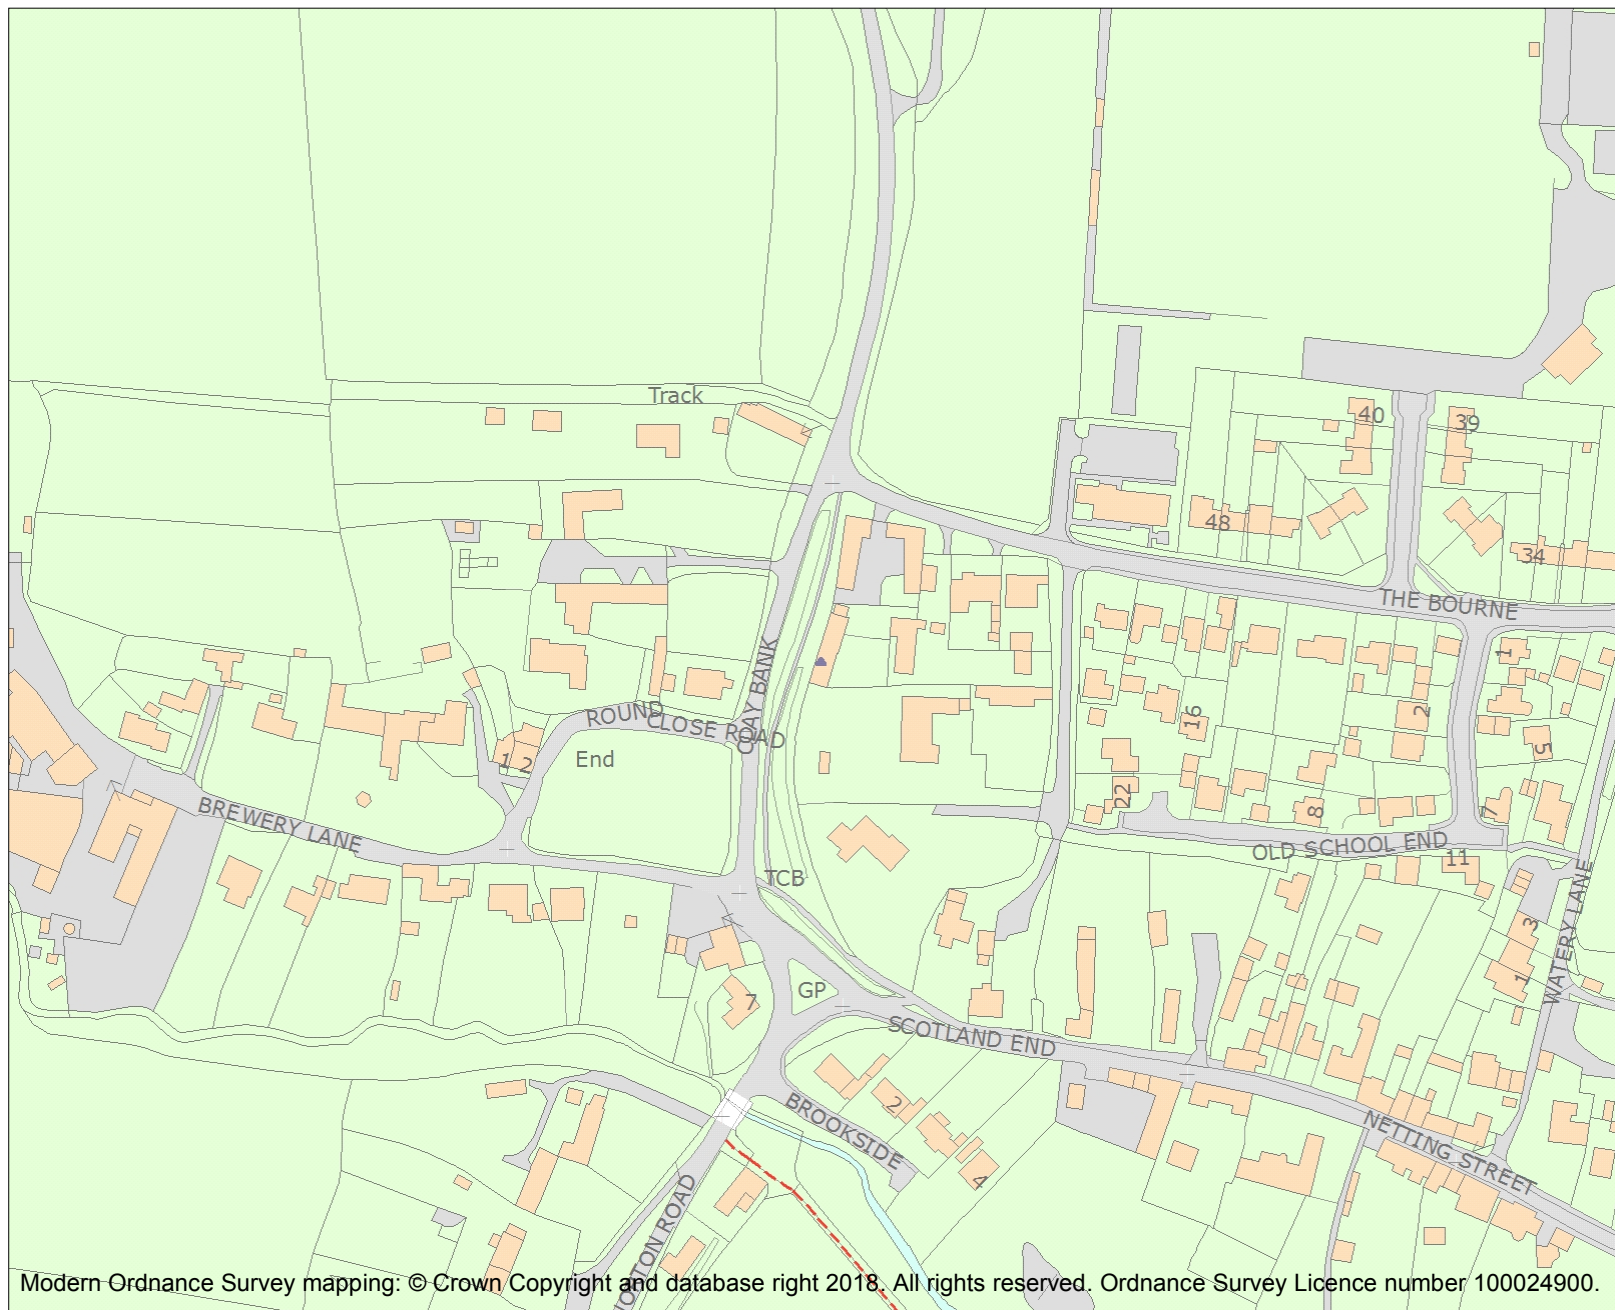 Track
40
39
48
34
THE BOURNE
1
ROUND
CLOSE ROAD
QUAY BANK
16
2
5
End
1 2
22
8
7
BREWERY LANE
OLD SCHOOL END
11
TCB
3
1
WATERY LANE
GP
7
SCOTLAND END
2
BROOKSIDE
4
NETTING STREET
Modern Ordnance Survey mapping: © Crown Copyright and database right 2018. All rights reserved. Ordnance Survey Licence number 100024900.